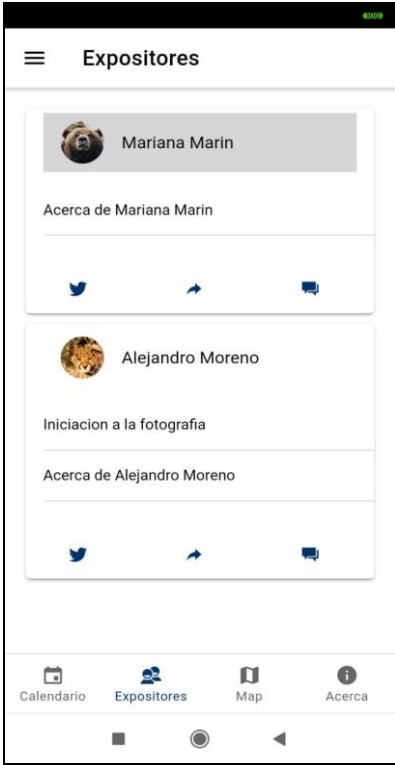 100
Expositores
Mariana Marin
Acerca de Mariana Marin
Alejandro Moreno
Iniciacion a la fotografia
Acerca de Alejandro Moreno
Calendario Expositores Map Acerca